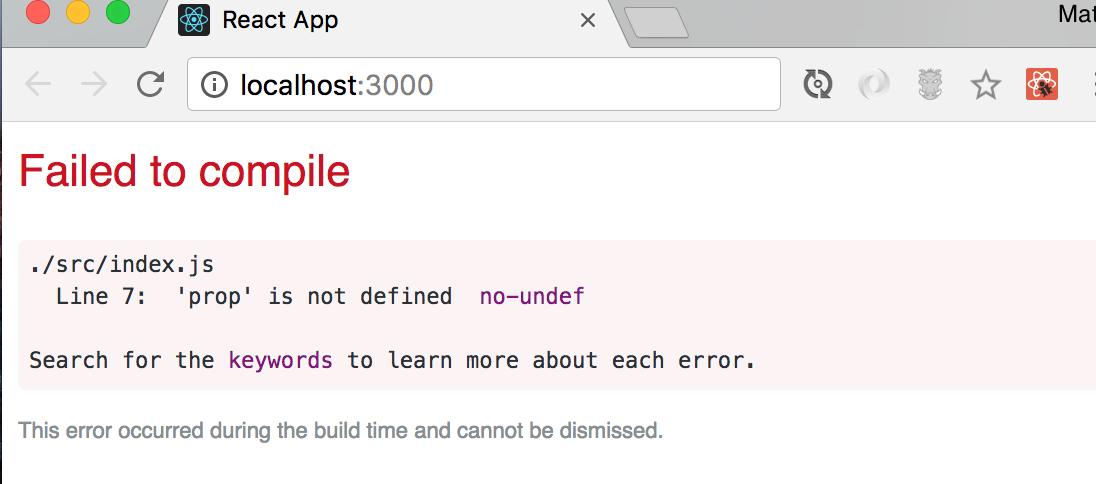 React App
Mat
localhost:3000
Failed to compile
./src/index.js
Line 7: 'prop' is not defined no-undef
Search for the keywords to learn more about each error.
This error occurred during the build time and cannot be dismissed.